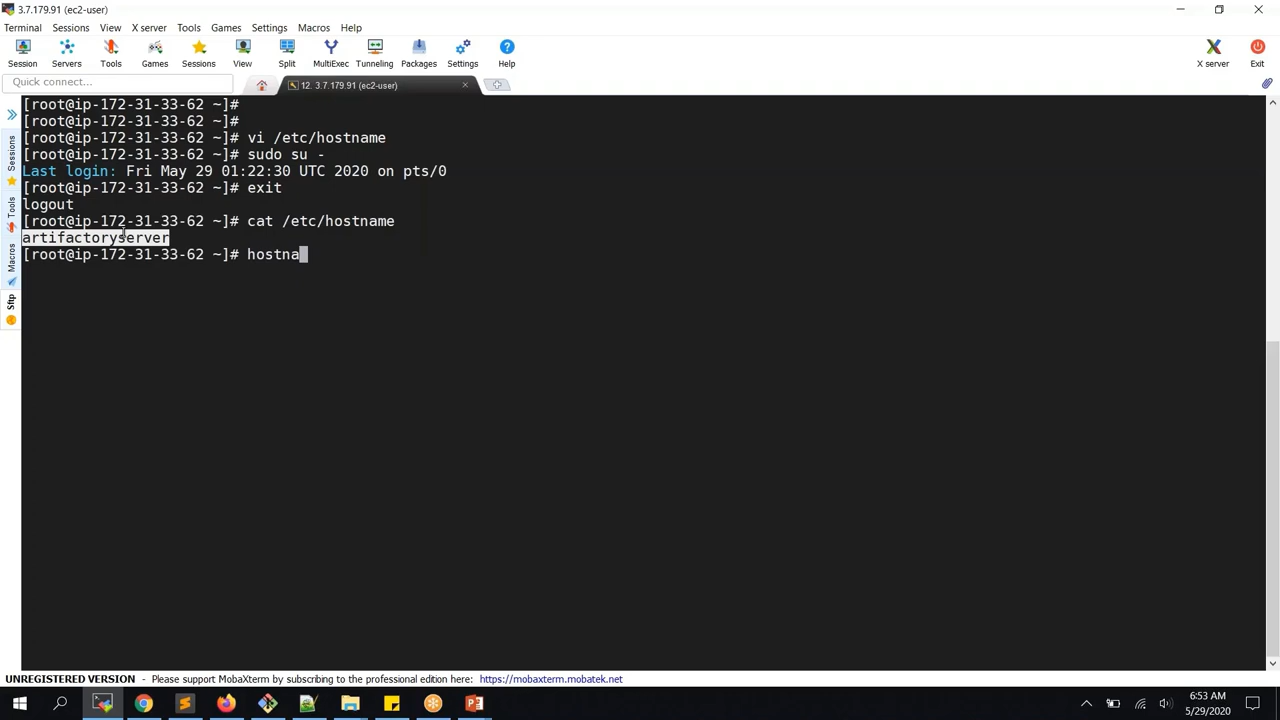 3.7.179.91 (ec2-user)
Terminal Sessions View X server Tools Games Settings Macros Help
Session Servers Tools Games Sessions View Split MultiExec Tunneling Packages Settings Help X server Exit
Quick connect...
12. 3.7.179.91 (ec2-user)
Sessions
Tools
Macros
Sftp
[root@ip-172-31-33-62 ~]#
[root@ip-172-31-33-62 ~]#
[root@ip-172-31-33-62 ~]# vi /etc/hostname
[root@ip-172-31-33-62 ~]# sudo su -
Last login: Fri May 29 01:22:30 UTC 2020 on pts/0
[root@ip-172-31-33-62 ~]# exit
logout
[root@ip-172-31-33-62 ~]# cat /etc/hostname
artifactoryserver
[root@ip-172-31-33-62 ~]# hostna
UNREGISTERED VERSION - Please support MobaXterm by subscribing to the professional edition here: https://mobaxterm.mobatek.net
6:53 AM
5/29/2020